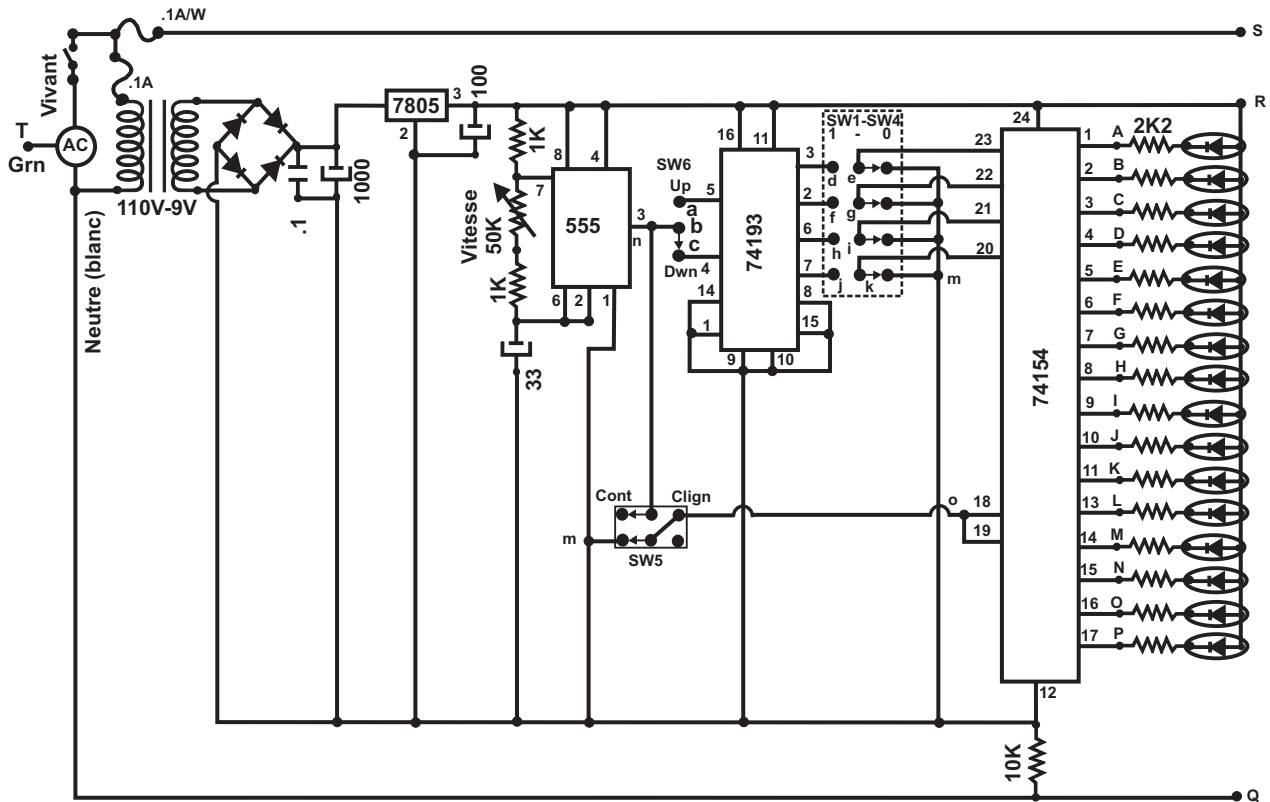 .1A/W
S
Vivant
.1A
T
Grn
AC
110V-9V
Neutre (blanc)
.1
1000
7805
3
2
100
R
1K
Vitesse
50K
1K
33
8
4
7
555
3
n
6
2
1
SW6
Up
a
b
c
Dwn
5
4
16
11
74193
3
2
6
7
14
1
8
15
9
10
SW1-SW4
1 - 0
d
e
f
g
h
i
j
k
m
Cont
Clign
m
SW5
o
24
23
22
21
20
18
19
74154
12
2K2
1 A
2 B
3 C
4 D
5 E
6 F
7 G
8 H
9 I
10 J
11 K
13 L
14 M
15 N
16 O
17 P
10K
Q